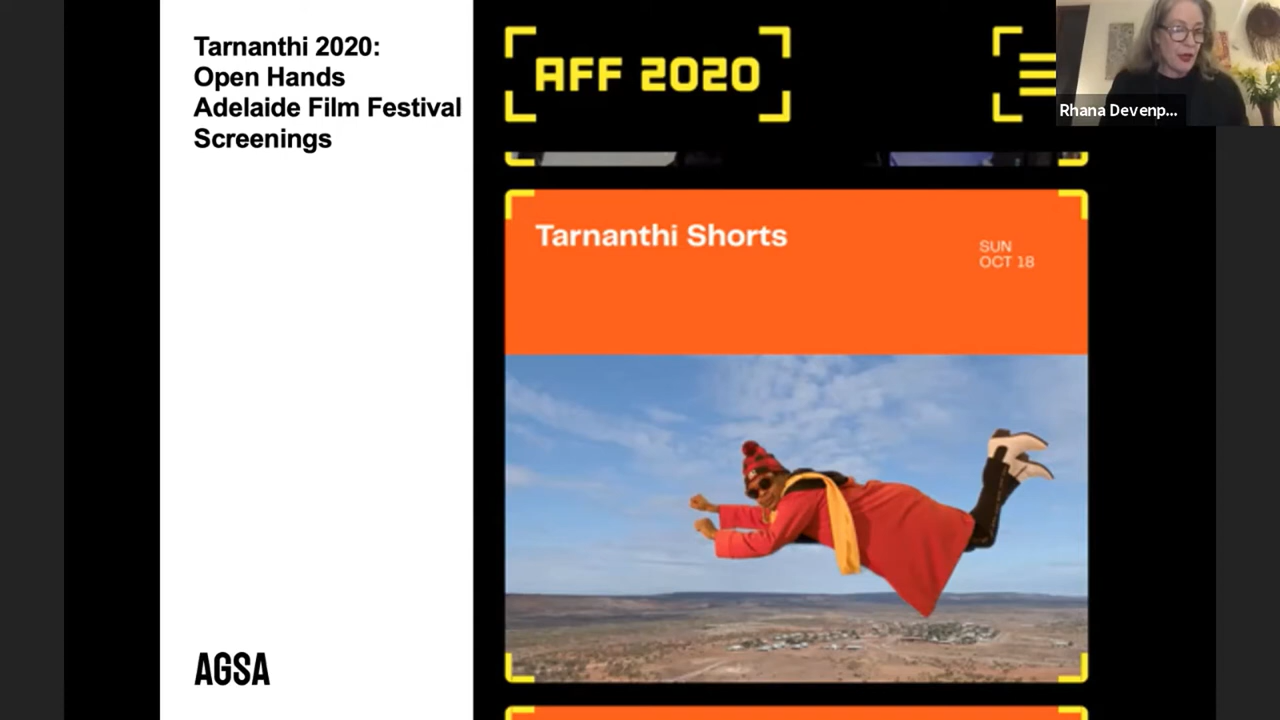 Tarnanthi 2020:
Open Hands
Adelaide Film Festival
Screenings
AFF 2020
Rhana Devenp...
Tarnanthi Shorts
SUN
OCT 18
AGSA